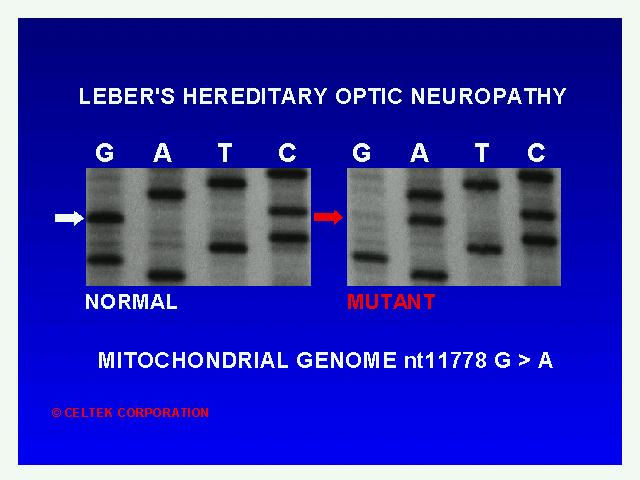 LEBER'S HEREDITARY OPTIC NEUROPATHY
G A T C G A T C
NORMAL MUTANT
MITOCHONDRIAL GENOME nt11778 G > A
© CELTEK CORPORATION